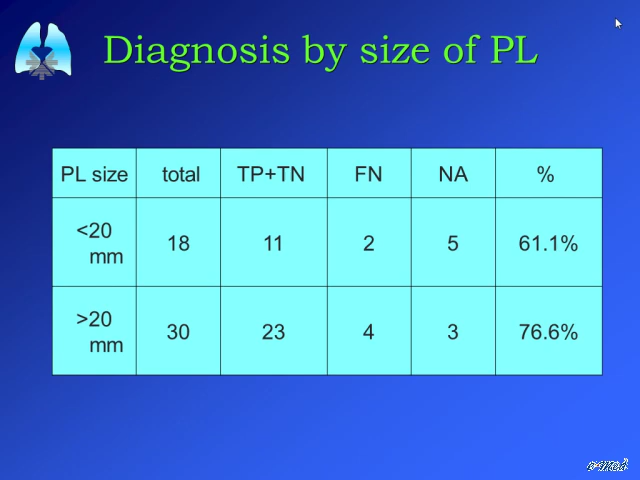 Diagnosis by size of PL
PL size total TP+TN FN NA %
<20
mm
18 11 2 5 61.1%
>20
mm
30 23 4 3 76.6%
e-med